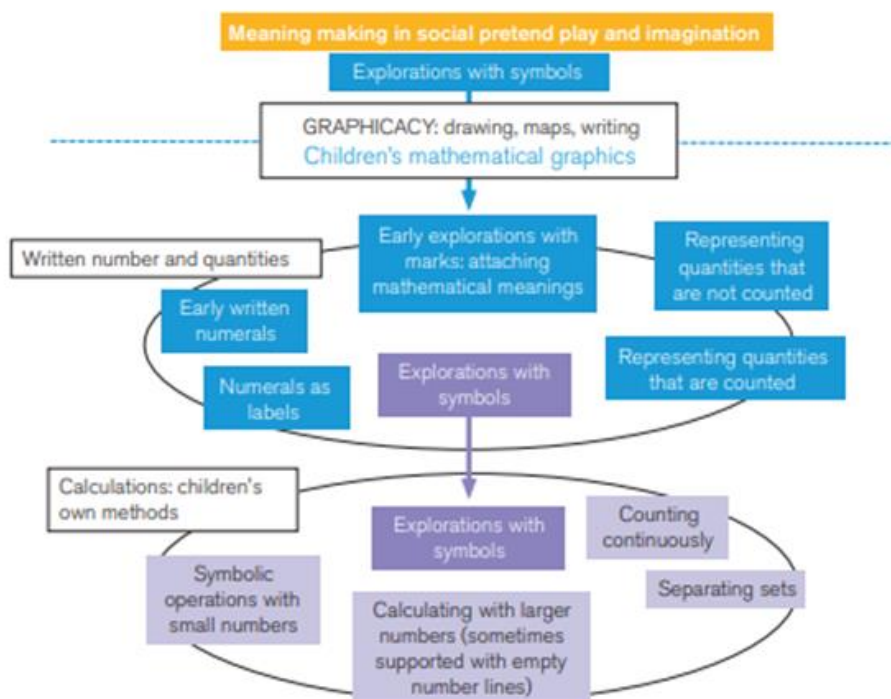 Meaning making in social pretend play and imagination
Explorations with symbols
GRAPHICACY: drawing, maps, writing
Children's mathematical graphics
Written number and quantities
Early explorations with
marks: attaching
mathematical meanings
Representing
quantities that
are not counted
Early written
numerals
Representing quantities
that are counted
Numerals as
labels
Explorations with
symbols
Calculations: children's
own methods
Explorations with
symbols
Counting
continuously
Symbolic
operations with
small numbers
Separating sets
Calculating with larger
numbers (sometimes
supported with empty
number lines)